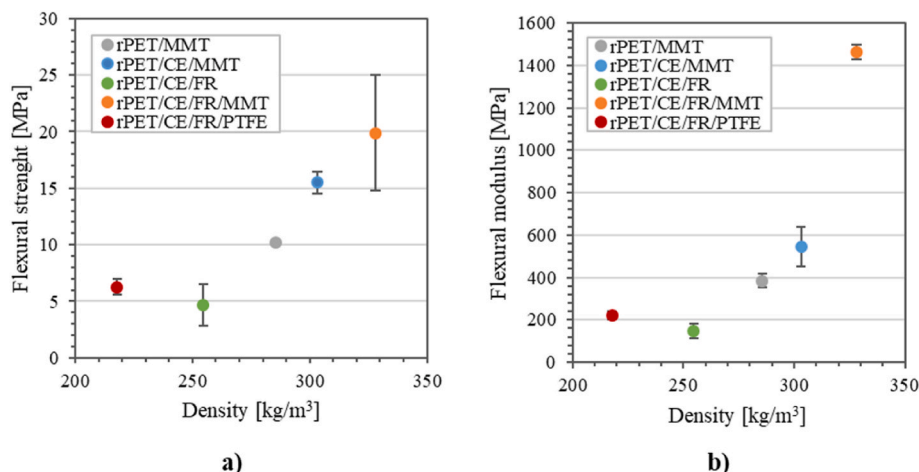 30
25
20
15
10
5
0
Flexural strenght [MPa]
rPET/MMT
rPET/CE/MMT
rPET/CE/FR
rPET/CE/FR/MMT
rPET/CE/FR/PTFE
200 250 300 350
Density [kg/m³]
a)
1600
1400
1200
1000
800
600
400
200
0
Flexural modulus [MPa]
rPET/MMT
rPET/CE/MMT
rPET/CE/FR
rPET/CE/FR/MMT
rPET/CE/FR/PTFE
200 250 300 350
Density [kg/m³]
b)